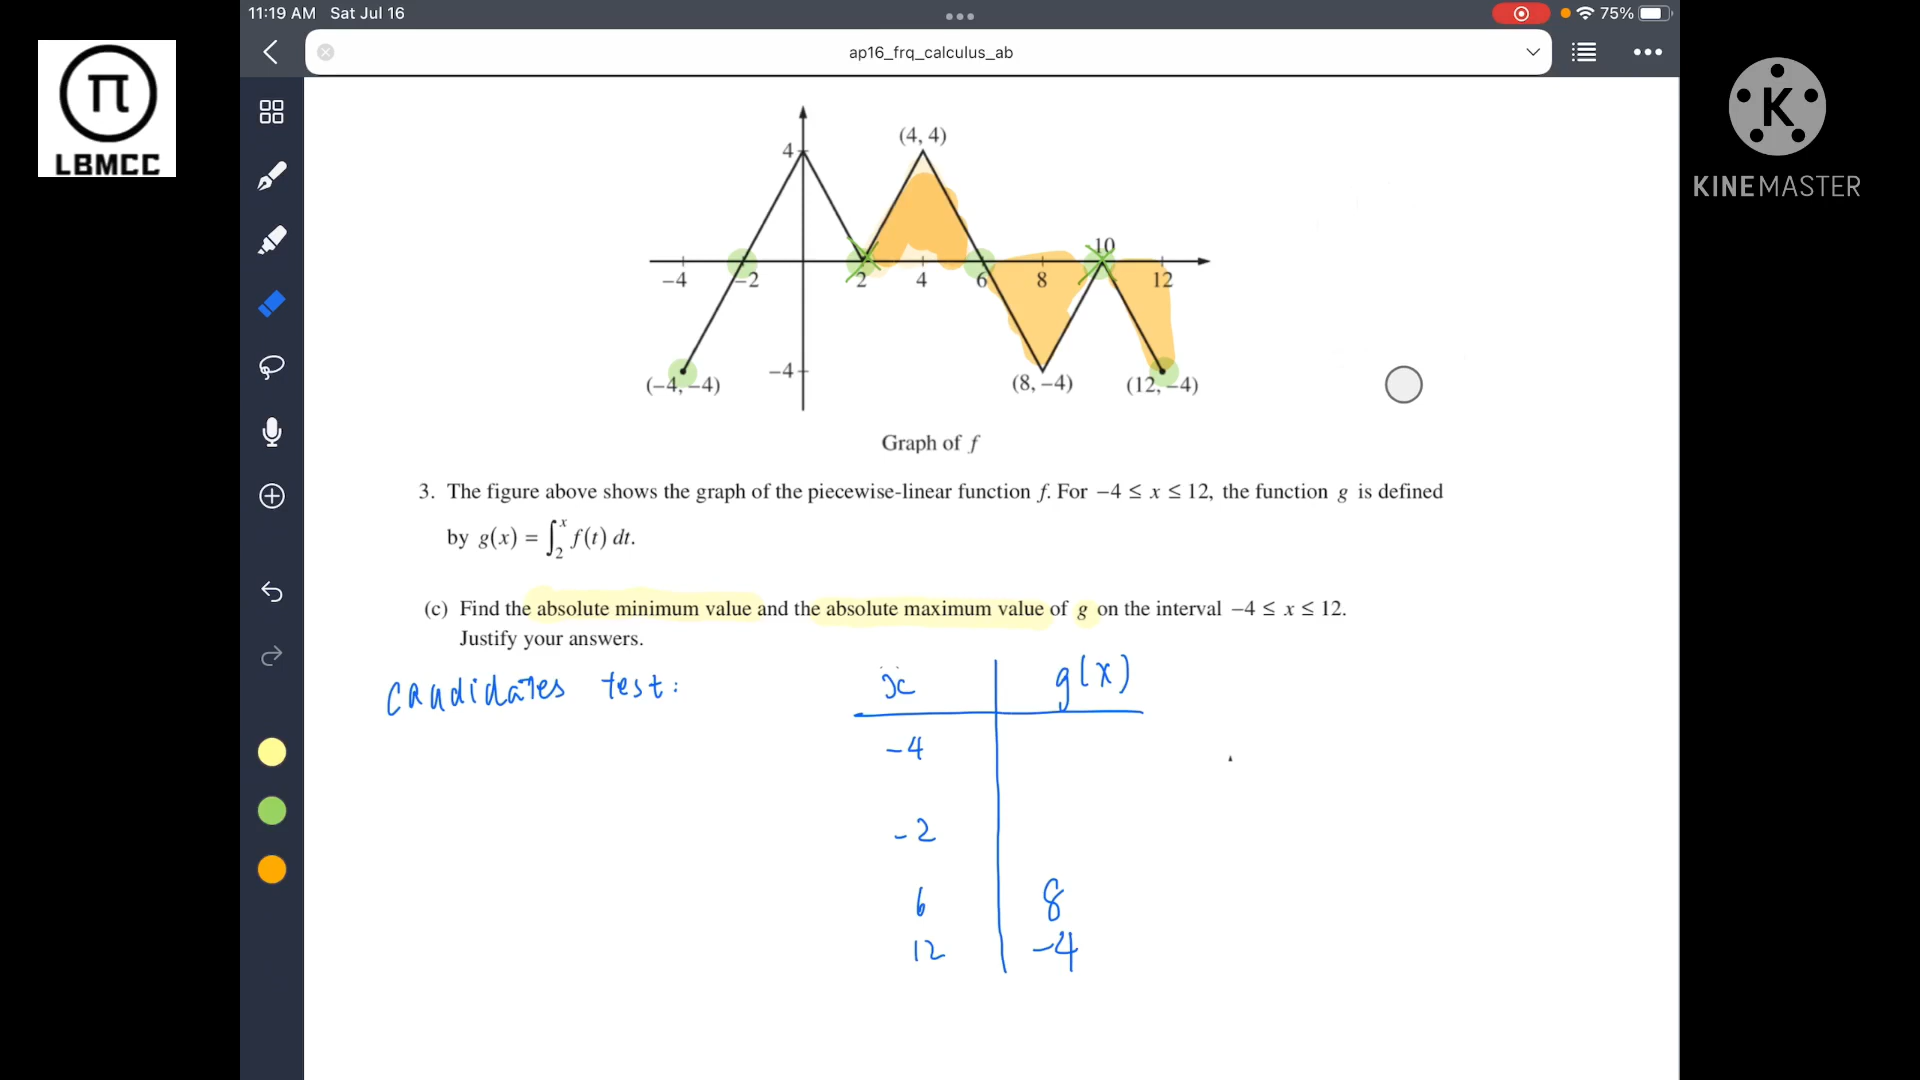 11:19 AM Sat Jul 16
75%
π
LBMCC
ap16_frq_calculus_ab
K
KINEMASTER
4
(4, 4)
10
−4 −2 2 4 6 8 12
−4
(−4, −4)
(8, −4)
(12, −4)
Graph of f
3. The figure above shows the graph of the piecewise-linear function f. For −4 ≤ x ≤ 12, the function g is defined
by g(x) = ∫₂ˣ f(t) dt.
(c) Find the absolute minimum value and the absolute maximum value of g on the interval −4 ≤ x ≤ 12.
Justify your answers.
candidates test: x g(x)
-4
-2
6 8
12 -4